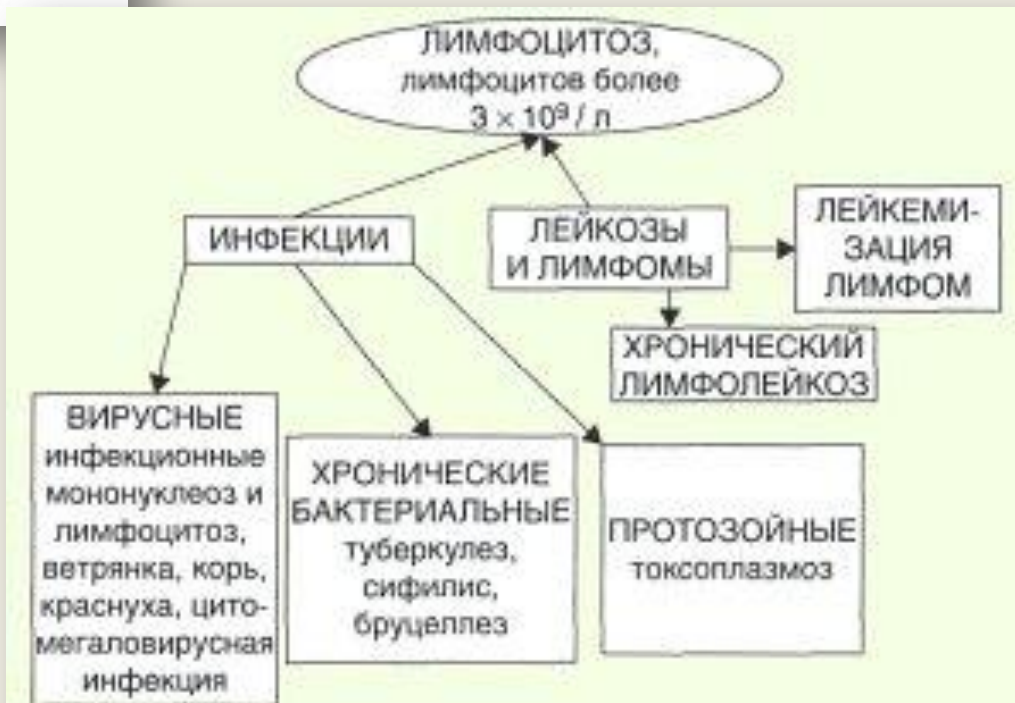 ЛИМФОЦИТОЗ,
лимфоцитов более
3 × 10⁹ / л
ИНФЕКЦИИ
ЛЕЙКОЗЫ
И ЛИМФОМЫ
ЛЕЙКЕМИ-
ЗАЦИЯ
ЛИМФОМ
ХРОНИЧЕСКИЙ
ЛИМФОЛЕЙКОЗ
ВИРУСНЫЕ
инфекционные
мононуклеоз и
лимфоцитоз,
ветрянка, корь,
краснуха, цито-
мегаловирусная
инфекция
ХРОНИЧЕСКИЕ
БАКТЕРИАЛЬНЫЕ
туберкулез,
сифилис,
бруцеллез
ПРОТОЗОЙНЫЕ
токсоплазмоз